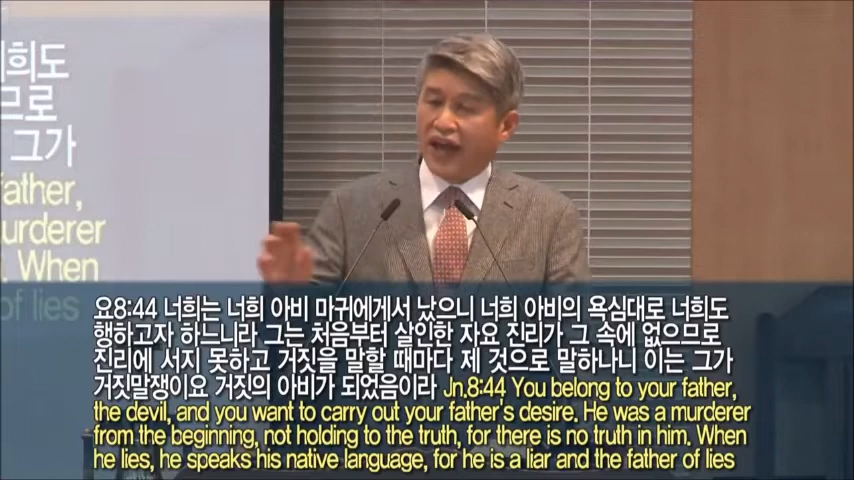 희도
므로
그가
father,
urderer
. When
of lies
요8:44 너희는 너희 아비 마귀에게서 났으니 너희 아비의 욕심대로 너희도
행하고자 하느니라 그는 처음부터 살인한 자요 진리가 그 속에 없으므로
진리에 서지 못하고 거짓을 말할 때마다 제 것으로 말하나니 이는 그가
거짓말쟁이요 거짓의 아비가 되었음이라 Jn.8:44 You belong to your father,
the devil, and you want to carry out your father's desire. He was a murderer
from the beginning, not holding to the truth, for there is no truth in him. When
he lies, he speaks his native language, for he is a liar and the father of lies